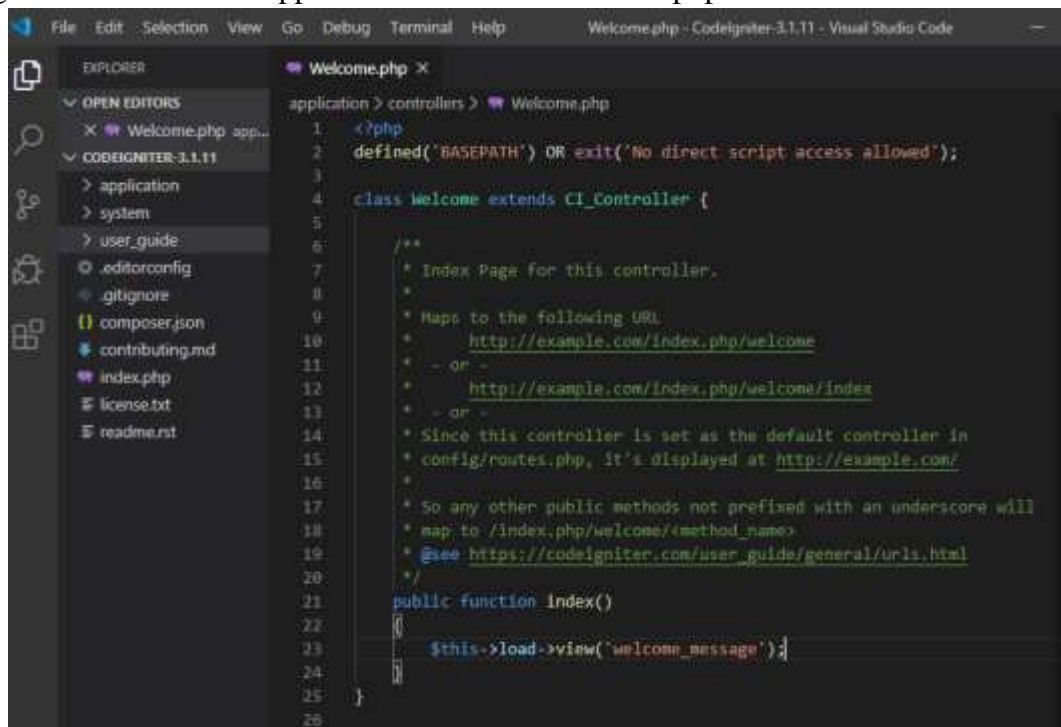 File Edit Selection View Go Debug Terminal Help Welcome.php - CodeIgniter-3.1.11 - Visual Studio Code
EXPLORER
OPEN EDITORS
Welcome.php app...
CODEIGNITER-3.1.11
application
system
user_guide
.editorconfig
.gitignore
composer.json
contributing.md
index.php
license.txt
readme.rst
Welcome.php
application > controllers > Welcome.php
1 <?php
2 defined('BASEPATH') OR exit('No direct script access allowed');
3
4 class Welcome extends CI_Controller {
5
6 /**
7 * Index Page for this controller.
8 *
9 * Maps to the following URL
10 * http://example.com/index.php/welcome
11 * - or -
12 * http://example.com/index.php/welcome/index
13 * - or -
14 * Since this controller is set as the default controller in
15 * config/routes.php, it's displayed at http://example.com/
16 *
17 * So any other public methods not prefixed with an underscore will
18 * map to /index.php/welcome/<method_name>
19 * @see https://codeigniter.com/user_guide/general/urls.html
20 */
21 public function index()
22 {
23 $this->load->view('welcome_message');
24 }
25 }
26